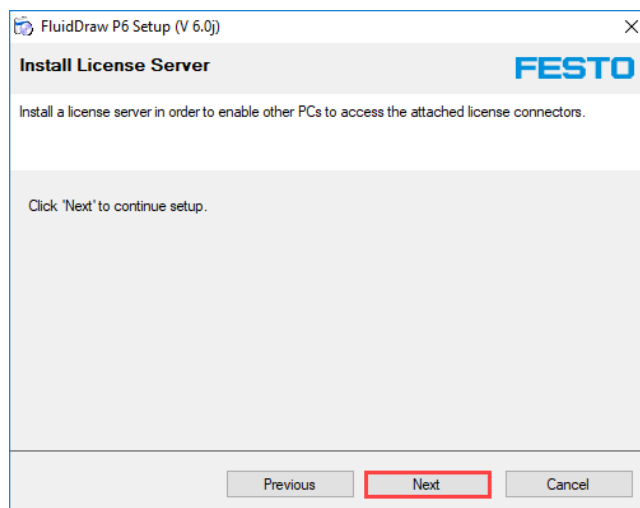 FluidDraw P6 Setup (V 6.0j)
Install License Server
FESTO
Install a license server in order to enable other PCs to access the attached license connectors.
Click 'Next' to continue setup.
Previous
Next
Cancel